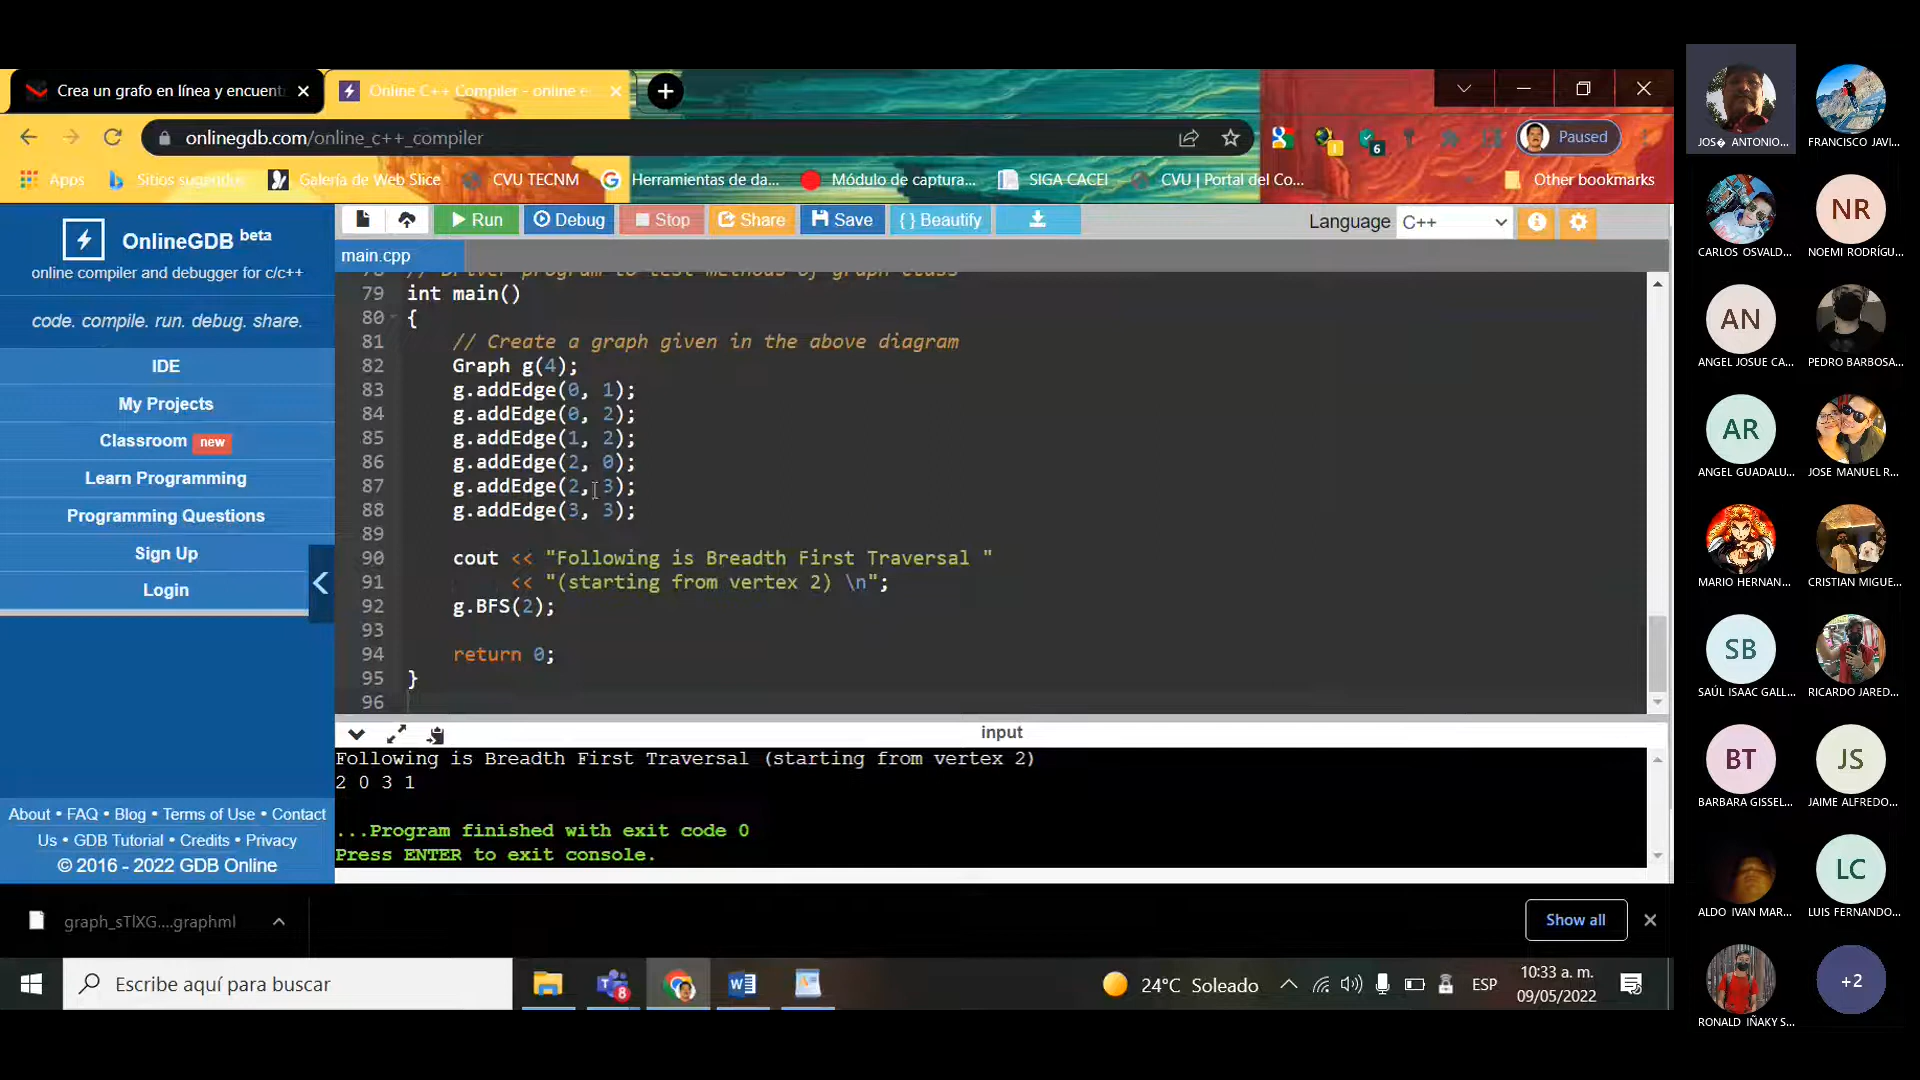 Crea un grafo en línea y encuent
Online C++ Compiler - online e
onlinegdb.com/online_c++_compiler
6
Paused
Apps
Sitios sugeridos
Galería de Web Slice
CVU TECNM
Herramientas de da...
Módulo de captura...
SIGA CACEI
CVU | Portal del Co...
Other bookmarks
OnlineGDB beta
online compiler and debugger for c/c++
code. compile. run. debug. share.
IDE
My Projects
Classroom new
Learn Programming
Programming Questions
Sign Up
Login
About • FAQ • Blog • Terms of Use • Contact
Us • GDB Tutorial • Credits • Privacy
© 2016 - 2022 GDB Online
Run
Debug
Stop
Share
Save
{ } Beautify
Language C++
main.cpp
78 // Driver program to test methods of graph class
79 int main()
80 {
81 // Create a graph given in the above diagram
82 Graph g(4);
83 g.addEdge(0, 1);
84 g.addEdge(0, 2);
85 g.addEdge(1, 2);
86 g.addEdge(2, 0);
87 g.addEdge(2, 3);
88 g.addEdge(3, 3);
89
90 cout << "Following is Breadth First Traversal "
91 << "(starting from vertex 2) \n";
92 g.BFS(2);
93
94 return 0;
95 }
96
input
Following is Breadth First Traversal (starting from vertex 2)
2 0 3 1
...Program finished with exit code 0
Press ENTER to exit console.
graph_sTlXG....graphml
Show all
Escribe aquí para buscar
8
24°C Soleado
ESP
10:33 a. m.
09/05/2022
JOS� ANTONIO...
FRANCISCO JAVI...
CARLOS OSVALD...
NR
NOEMI RODRÍGU...
AN
ANGEL JOSUE CA...
PEDRO BARBOSA...
AR
ANGEL GUADALU...
JOSE MANUEL R...
MARIO HERNAN...
CRISTIAN MIGUE...
SB
SAÚL ISAAC GALL...
RICARDO JARED...
BT
BARBARA GISSEL...
JS
JAIME ALFREDO...
ALDO IVAN MAR...
LC
LUIS FERNANDO...
RONALD IÑAKY S...
+2